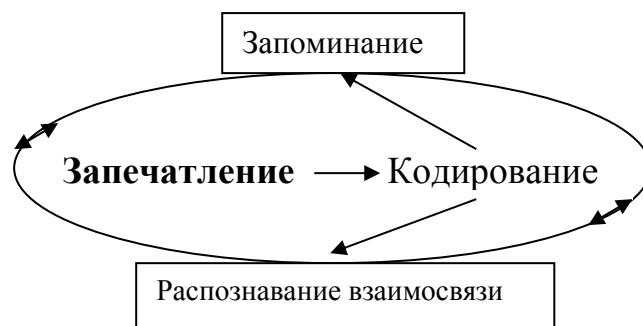 Запоминание
Запечатление Кодирование
Распознавание взаимосвязи